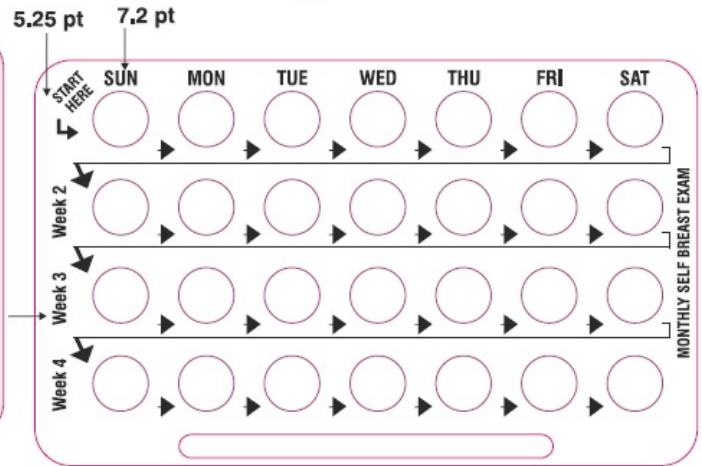 5.25 pt
7.2 pt
START
HERE
SUN MON TUE WED THU FRI SAT
Week 2
Week 3
Week 4
MONTHLY SELF BREAST EXAM